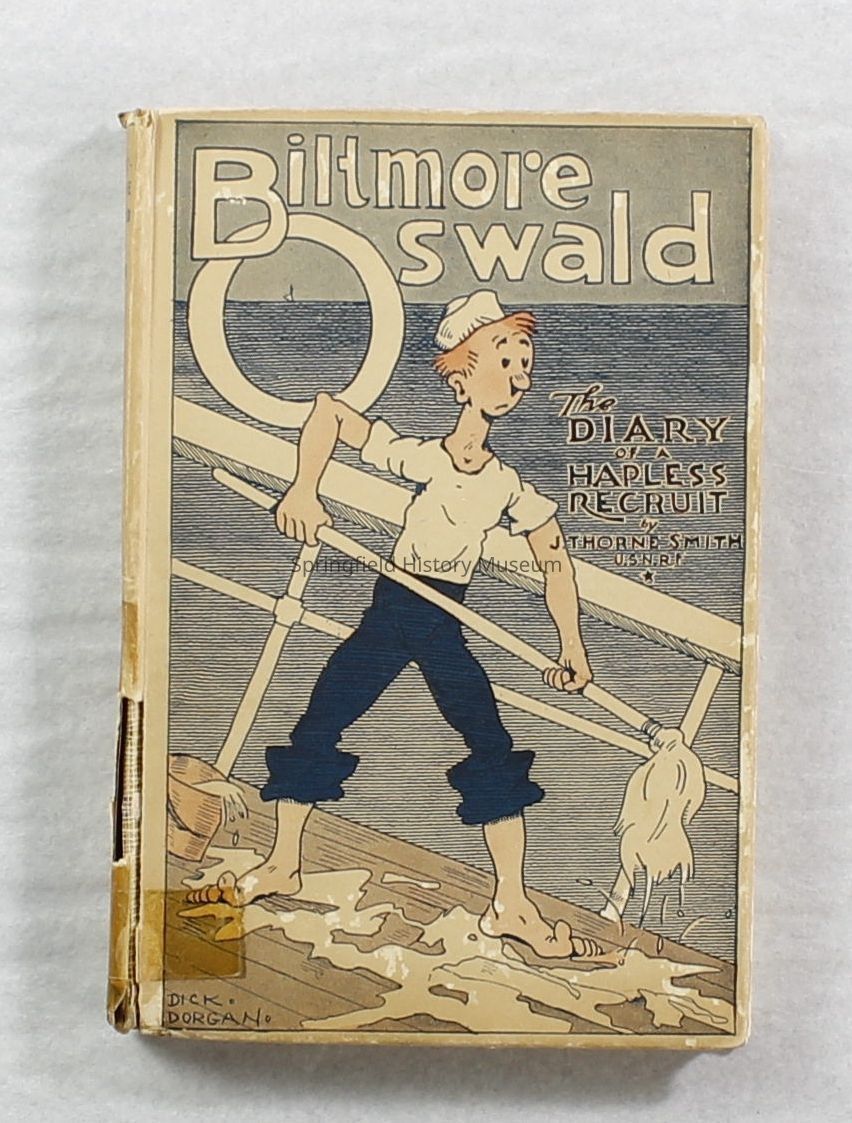 Biltmore
Oswald
The
DIARY
OF A
HAPLESS
RECRUIT
by
J. THORNE SMITH
U.S.N.R.F.
Springfield History Museum
DICK.
DORGAN.